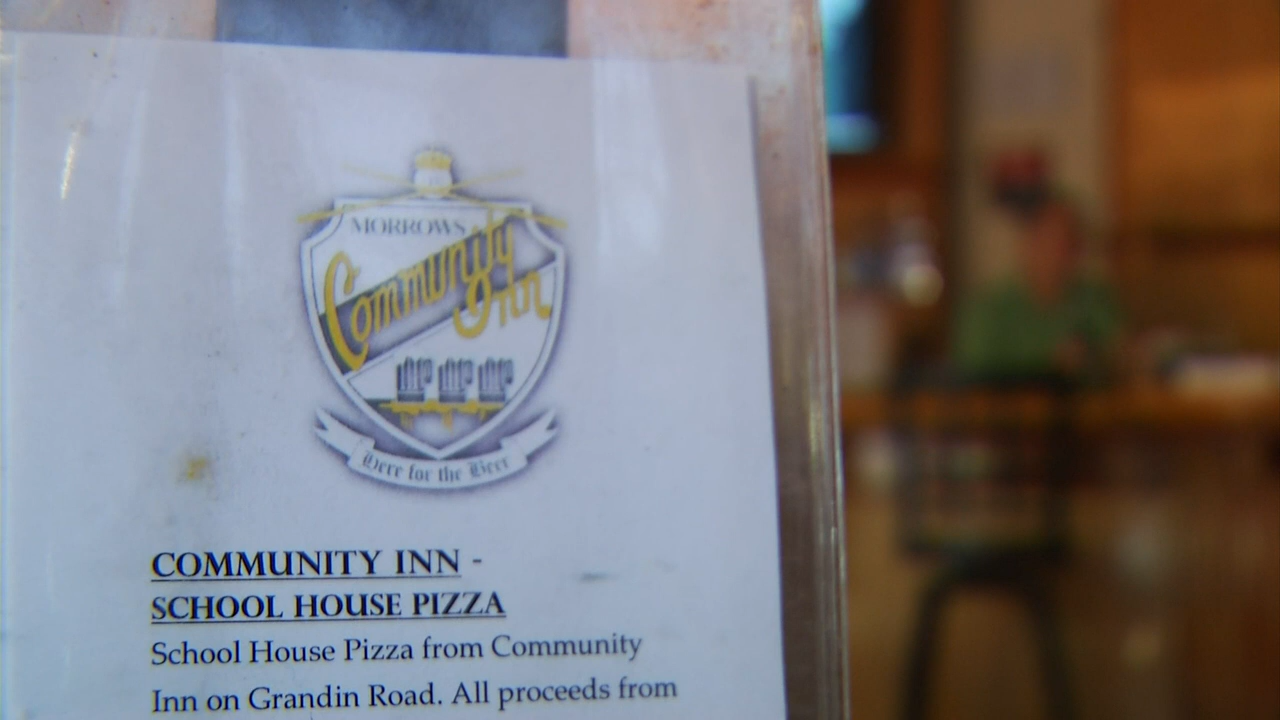 MORROWS
Community
Inn
Here for the Beer
COMMUNITY INN -
SCHOOL HOUSE PIZZA
School House Pizza from Community
Inn on Grandin Road. All proceeds from